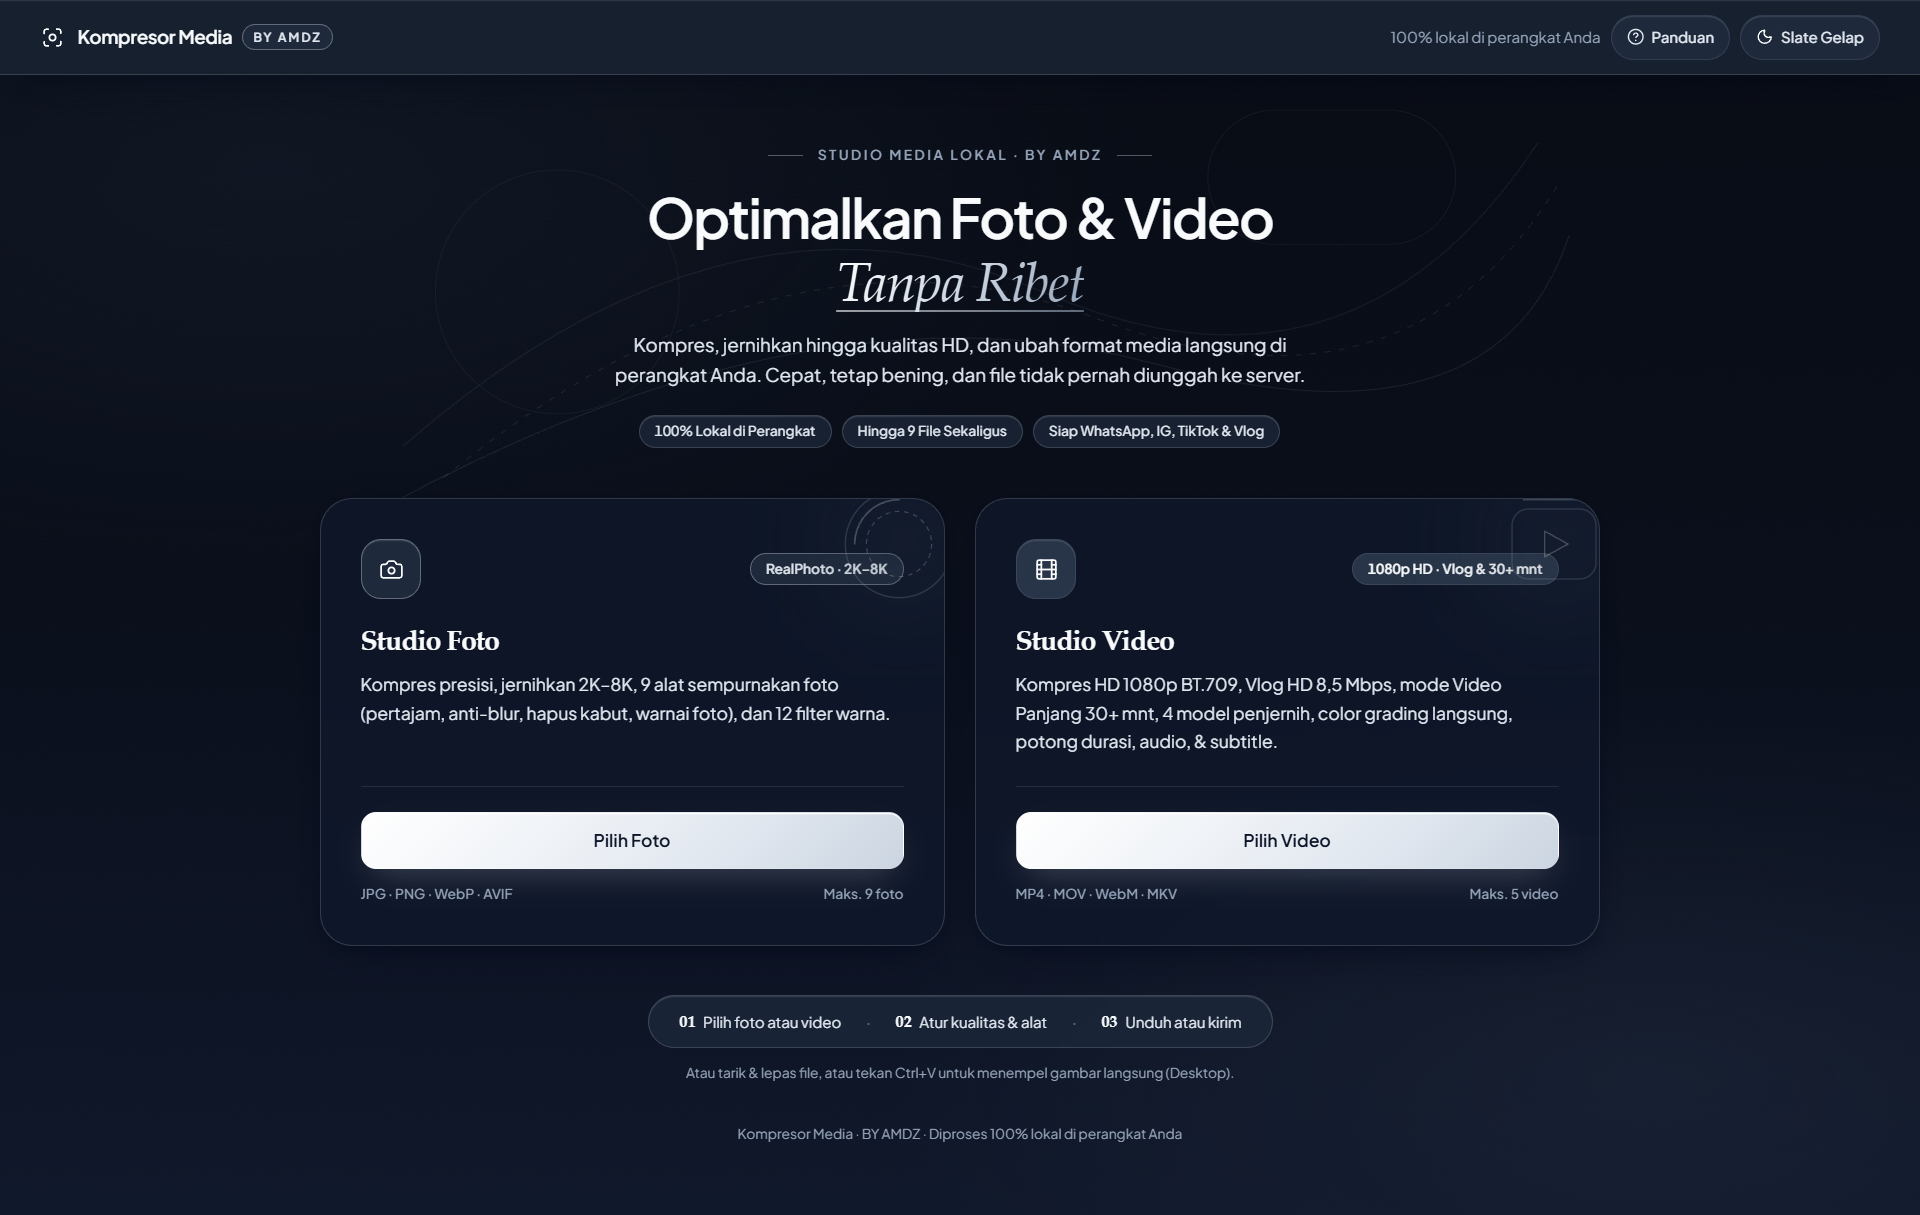 Kompresor Media BY AMDZ
100% lokal di perangkat Anda Panduan Slate Gelap
STUDIO MEDIA LOKAL · BY AMDZ
Optimalkan Foto & Video
Tanpa Ribet
Kompres, jernihkan hingga kualitas HD, dan ubah format media langsung di
perangkat Anda. Cepat, tetap bening, dan file tidak pernah diunggah ke server.
100% Lokal di Perangkat
Hingga 9 File Sekaligus
Siap WhatsApp, IG, TikTok & Vlog
RealPhoto · 2K–8K
Studio Foto
Kompres presisi, jernihkan 2K–8K, 9 alat sempurnakan foto
(pertajam, anti-blur, hapus kabut, warnai foto), dan 12 filter warna.
Pilih Foto
JPG · PNG · WebP · AVIF
Maks. 9 foto
1080p HD · Vlog & 30+ mnt
Studio Video
Kompres HD 1080p BT.709, Vlog HD 8,5 Mbps, mode Video
Panjang 30+ mnt, 4 model penjernih, color grading langsung,
potong durasi, audio, & subtitle.
Pilih Video
MP4 · MOV · WebM · MKV
Maks. 5 video
01 Pilih foto atau video · 02 Atur kualitas & alat · 03 Unduh atau kirim
Atau tarik & lepas file, atau tekan Ctrl+V untuk menempel gambar langsung (Desktop).
Kompresor Media · BY AMDZ · Diproses 100% lokal di perangkat Anda